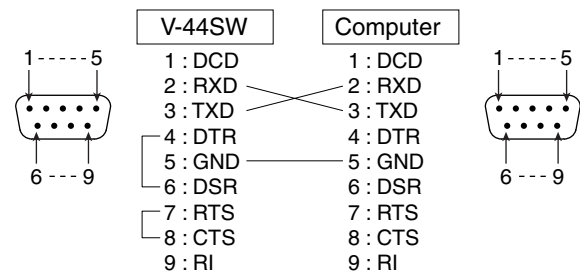 V-44SW Computer
1-----5 1 : DCD 1 : DCD 1-----5
2 : RXD 2 : RXD
3 : TXD 3 : TXD
4 : DTR 4 : DTR
5 : GND 5 : GND
6---9 6 : DSR 6 : DSR 6---9
7 : RTS 7 : RTS
8 : CTS 8 : CTS
9 : RI 9 : RI